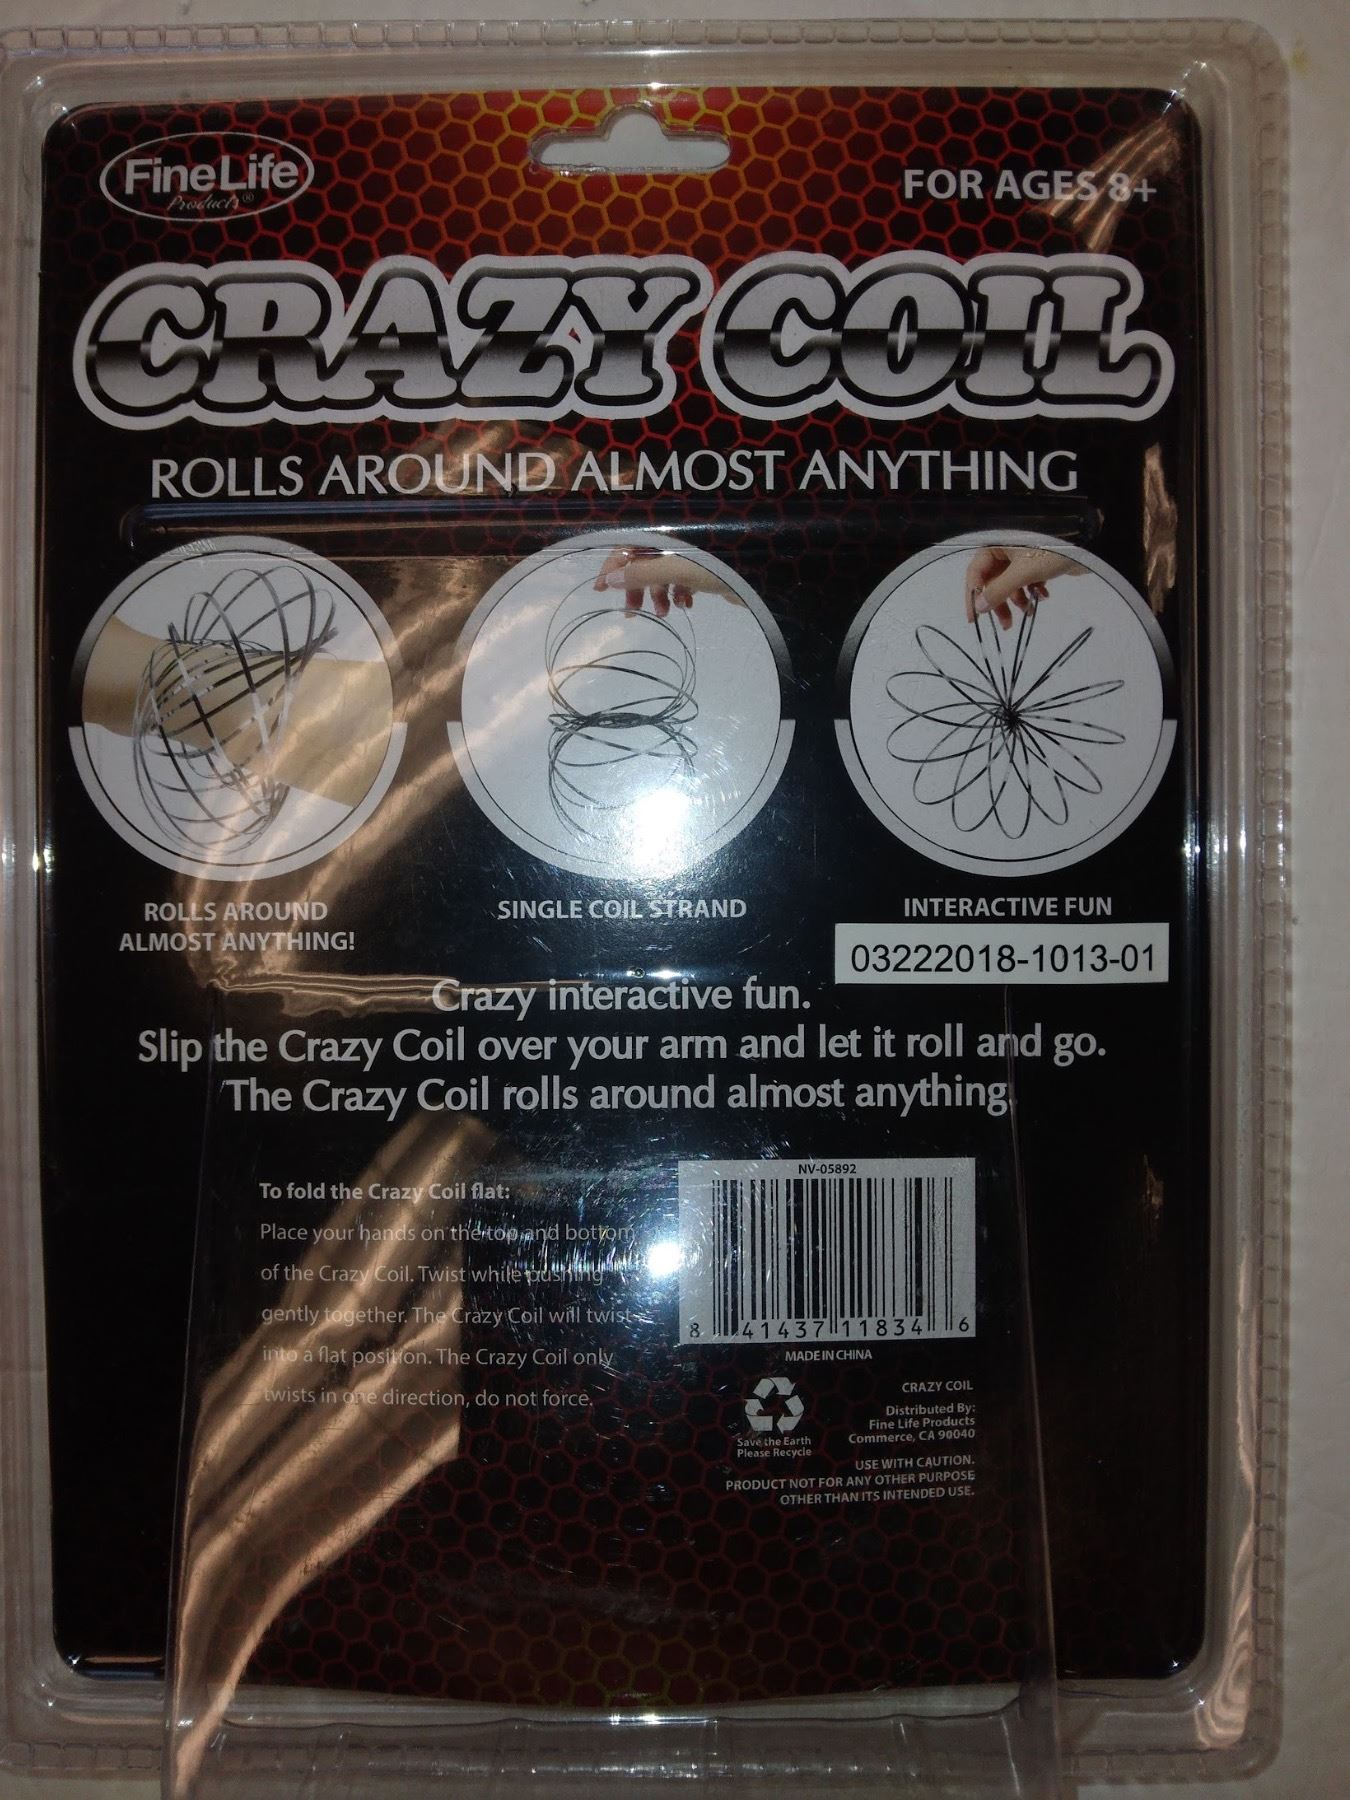 FineLife
Products®
FOR AGES 8+
CRAZY COIL
ROLLS AROUND ALMOST ANYTHING
ROLLS AROUND
ALMOST ANYTHING!
SINGLE COIL STRAND
INTERACTIVE FUN
03222018-1013-01
Crazy interactive fun.
Slip the Crazy Coil over your arm and let it roll and go.
The Crazy Coil rolls around almost anything.
To fold the Crazy Coil flat:
Place your hands on the top and bottom
of the Crazy Coil. Twist while pushing
gently together. The Crazy Coil will twist
into a flat position. The Crazy Coil only
twists in one direction, do not force.
NV-05892
8 41437 11834 6
MADE IN CHINA
Save the Earth
Please Recycle
CRAZY COIL
Distributed By:
Fine Life Products
Commerce, CA 90040
USE WITH CAUTION.
PRODUCT NOT FOR ANY OTHER PURPOSE
OTHER THAN ITS INTENDED USE.